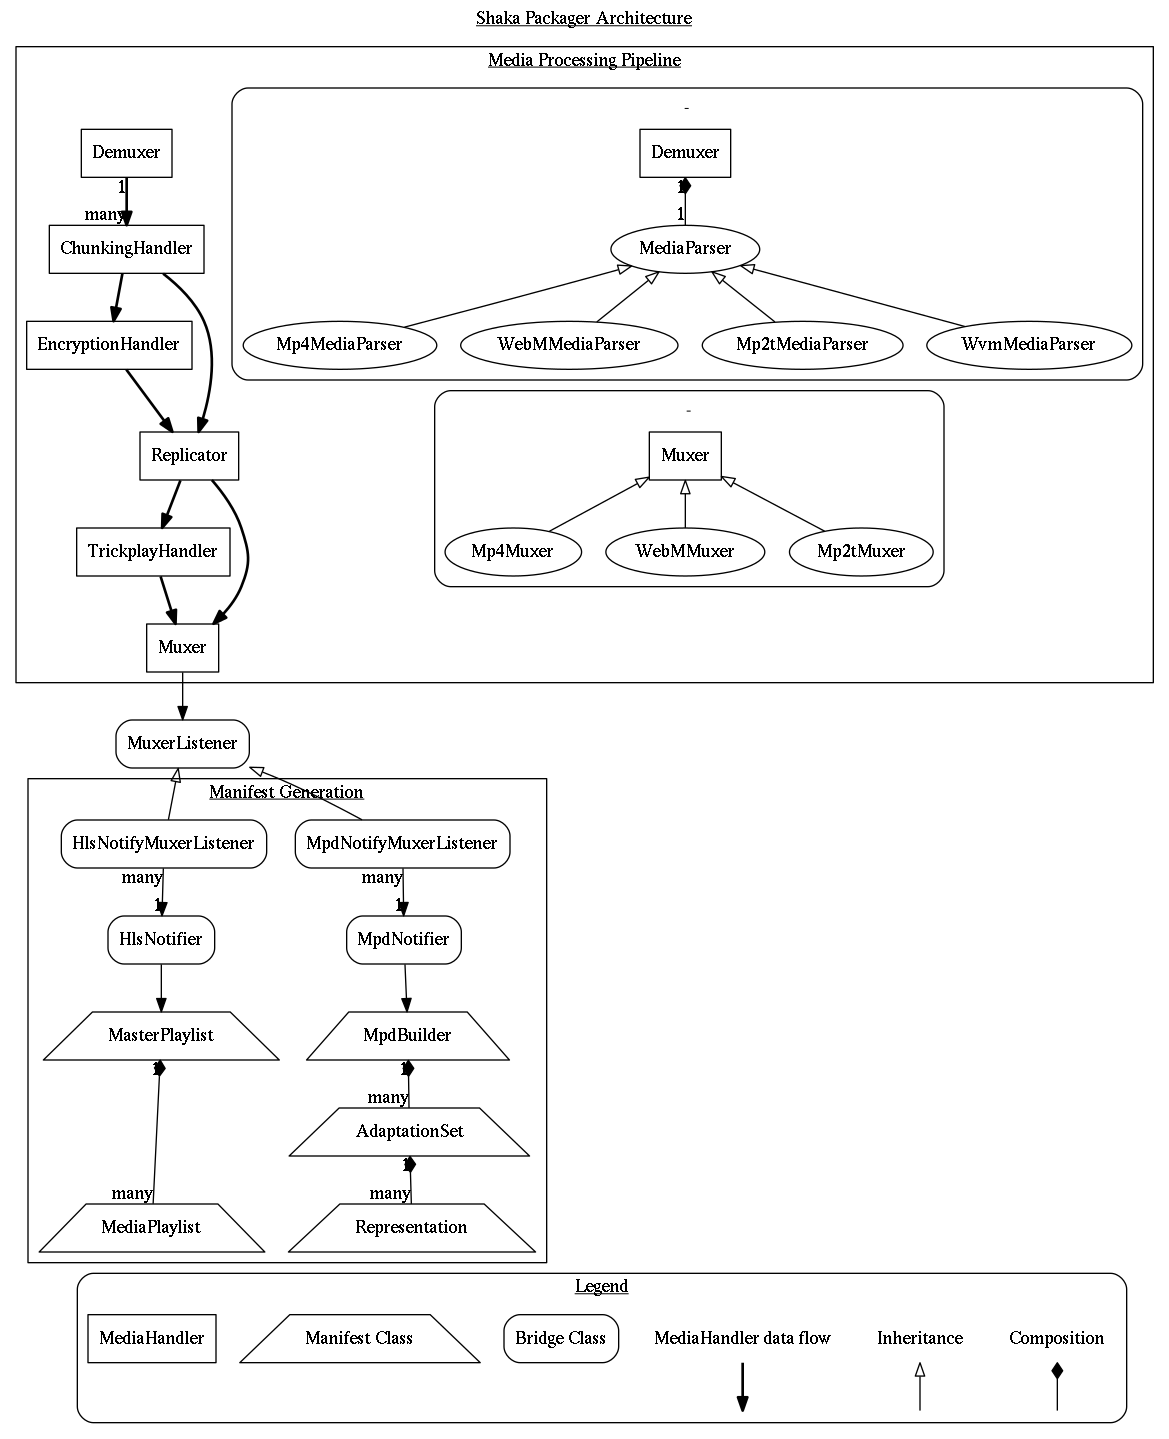 Shaka Packager Architecture
Media Processing Pipeline
-
Demuxer
1
many
ChunkingHandler
EncryptionHandler
Replicator
TrickplayHandler
Muxer
Demuxer
1
1
MediaParser
Mp4MediaParser
WebMMediaParser
Mp2tMediaParser
WvmMediaParser
-
Muxer
Mp4Muxer
WebMMuxer
Mp2tMuxer
MuxerListener
Manifest Generation
HlsNotifyMuxerListener
many
1
HlsNotifier
MasterPlaylist
1
many
MediaPlaylist
MpdNotifyMuxerListener
many
1
MpdNotifier
MpdBuilder
1
many
AdaptationSet
1
many
Representation
Legend
MediaHandler
Manifest Class
Bridge Class
MediaHandler data flow
Inheritance
Composition